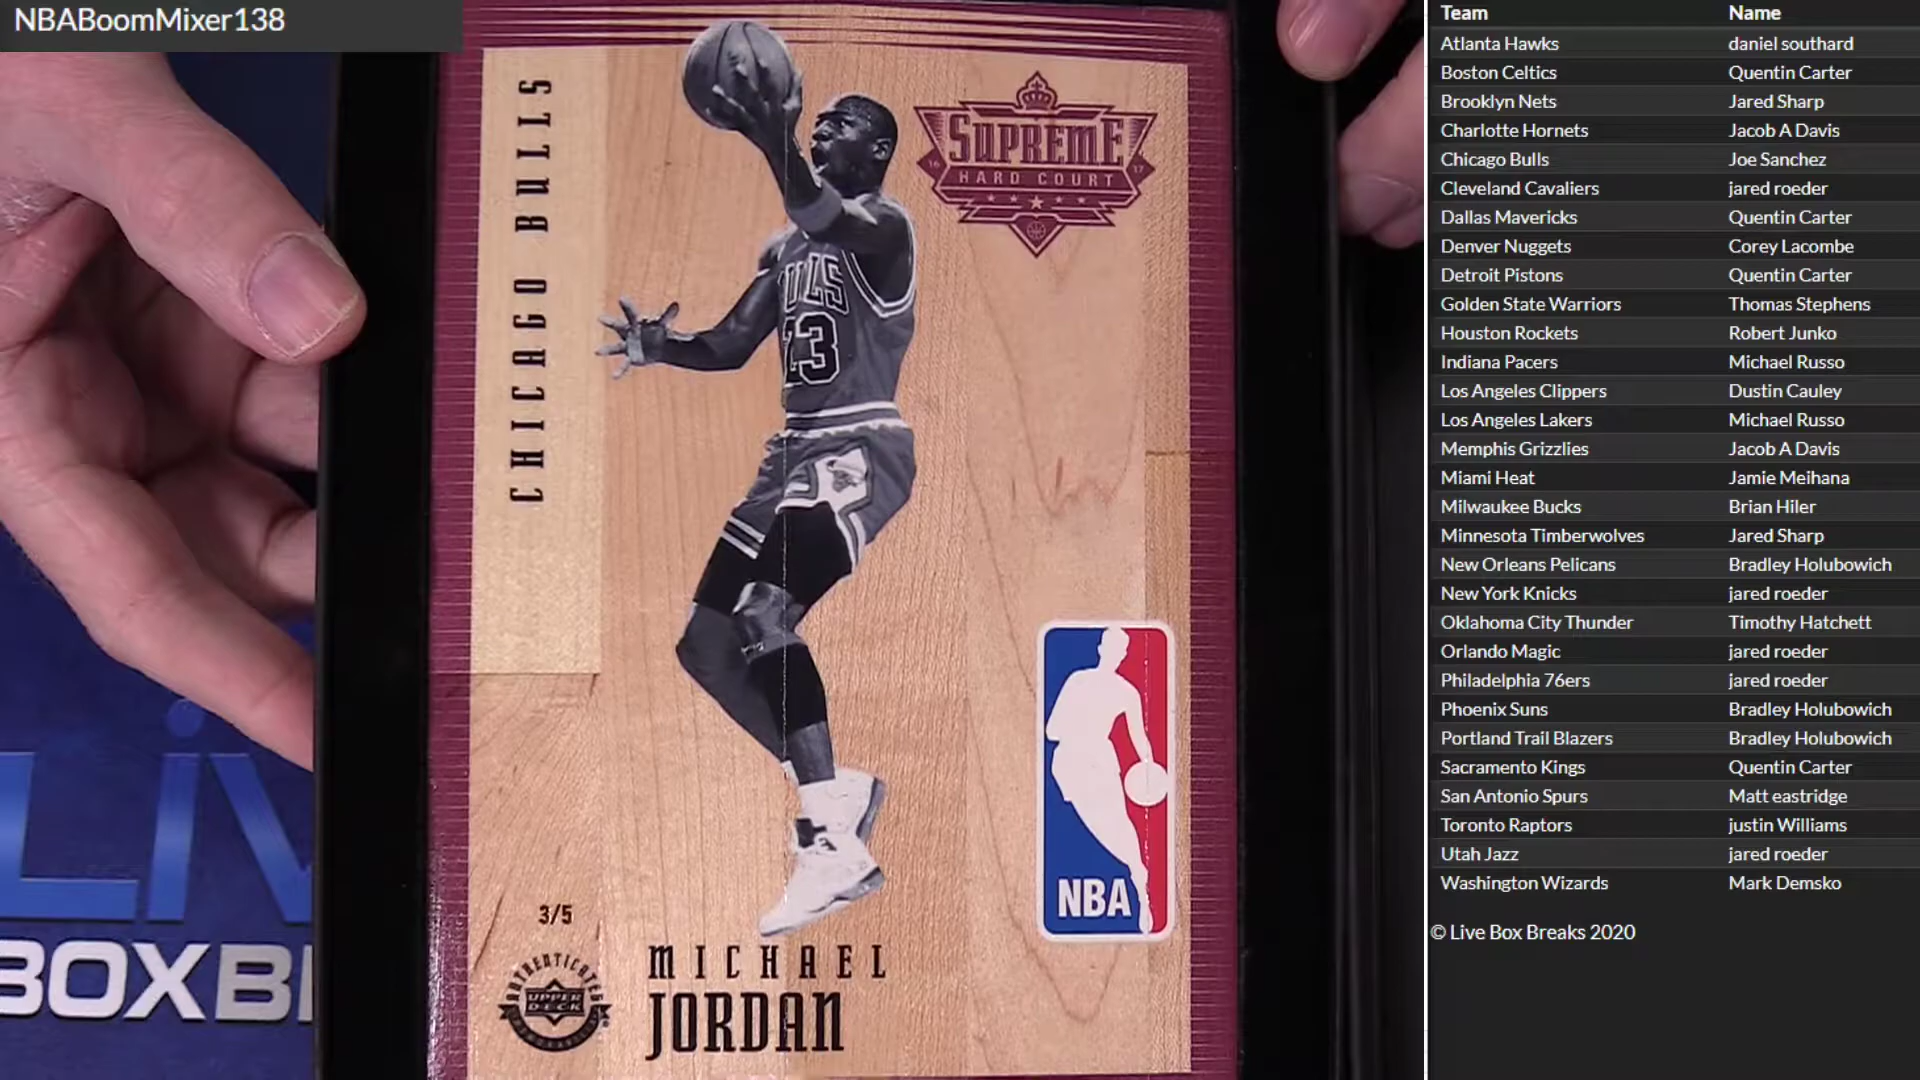 NBABoomMixer138
CHICAGO BULLS
SUPREME
16 17
HARD COURT
BULLS
23
NBA
3/5
AUTHENTICATED
UPPER
DECK
MICHAEL
JORDAN
LiV
BOXB
Team Name
Atlanta Hawks daniel southard
Boston Celtics Quentin Carter
Brooklyn Nets Jared Sharp
Charlotte Hornets Jacob A Davis
Chicago Bulls Joe Sanchez
Cleveland Cavaliers jared roeder
Dallas Mavericks Quentin Carter
Denver Nuggets Corey Lacombe
Detroit Pistons Quentin Carter
Golden State Warriors Thomas Stephens
Houston Rockets Robert Junko
Indiana Pacers Michael Russo
Los Angeles Clippers Dustin Cauley
Los Angeles Lakers Michael Russo
Memphis Grizzlies Jacob A Davis
Miami Heat Jamie Meihana
Milwaukee Bucks Brian Hiler
Minnesota Timberwolves Jared Sharp
New Orleans Pelicans Bradley Holubowich
New York Knicks jared roeder
Oklahoma City Thunder Timothy Hatchett
Orlando Magic jared roeder
Philadelphia 76ers jared roeder
Phoenix Suns Bradley Holubowich
Portland Trail Blazers Bradley Holubowich
Sacramento Kings Quentin Carter
San Antonio Spurs Matt eastridge
Toronto Raptors justin Williams
Utah Jazz jared roeder
Washington Wizards Mark Demsko
© Live Box Breaks 2020